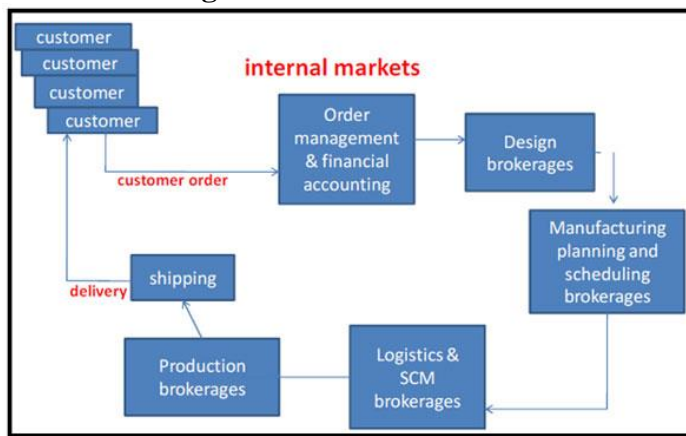 customer
customer
customer
customer
internal markets
Order
management
& financial
accounting
Design
brokerages
customer order
Manufacturing
planning and
scheduling
brokerages
shipping
delivery
Logistics &
SCM
brokerages
Production
brokerages